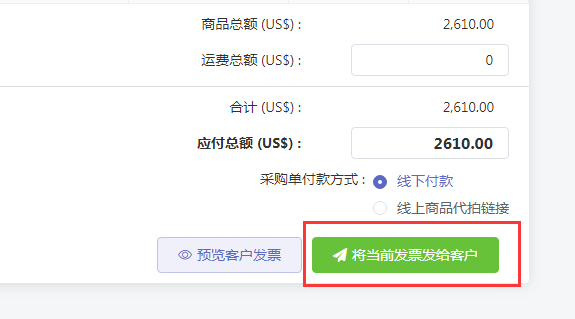 商品总额 (US$) : 2,610.00
运费总额 (US$) : 0
合计 (US$) : 2,610.00
应付总额 (US$) : 2610.00
采购单付款方式 : 线下付款
线上商品代拍链接
预览客户发票 将当前发票发给客户